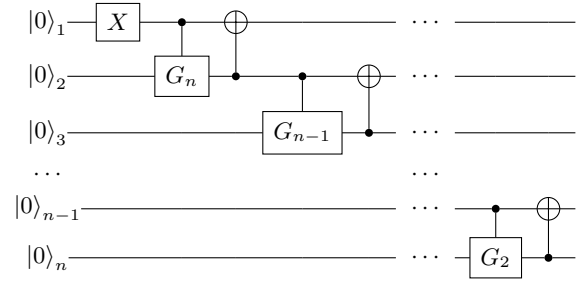 |0⟩₁ X ⋯
|0⟩₂ Gₙ ⋯
|0⟩₃ Gₙ₋₁ ⋯
⋯ ⋯
|0⟩ₙ₋₁ ⋯
|0⟩ₙ ⋯ G₂